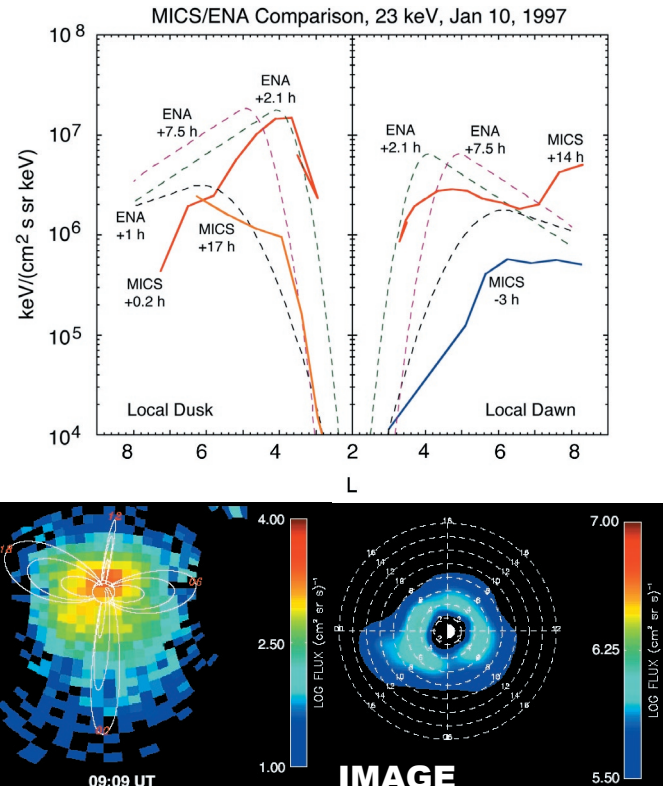 MICS/ENA Comparison, 23 keV, Jan 10, 1997
keV/(cm2 s sr keV)
10^8
10^7
10^6
10^5
10^4
ENA
+7.5 h
ENA
+2.1 h
ENA
+1 h
MICS
+0.2 h
MICS
+17 h
Local Dusk
ENA
+2.1 h
ENA
+7.5 h
MICS
+14 h
MICS
-3 h
Local Dawn
8 6 4 2 4 6 8
L
4.00
2.50
1.00
LOG FLUX (cm² sr s)⁻¹
09:09 UT
7.00
6.25
5.50
LOG FLUX (cm² sr s)⁻¹
IMAGE